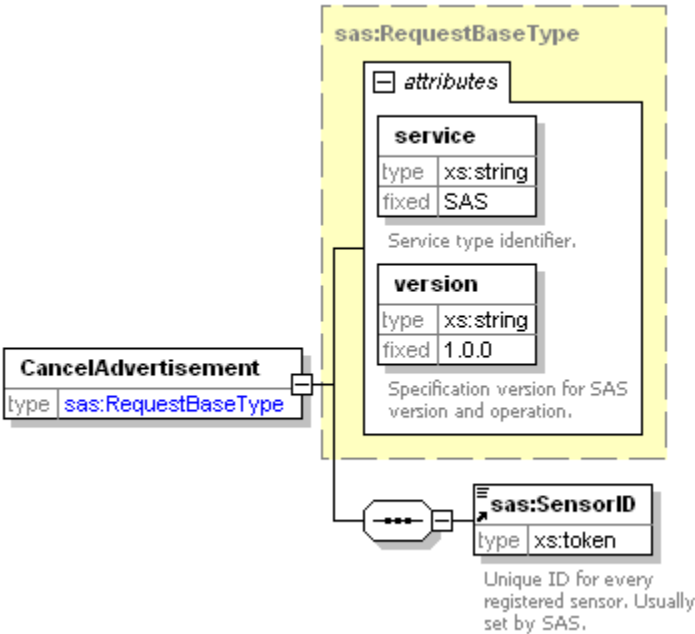 sas:RequestBaseType
attributes
service
type xs:string
fixed SAS
Service type identifier.
version
type xs:string
fixed 1.0.0
Specification version for SAS
version and operation.
CancelAdvertisement
type sas:RequestBaseType
sas:SensorID
type xs:token
Unique ID for every
registered sensor. Usually
set by SAS.